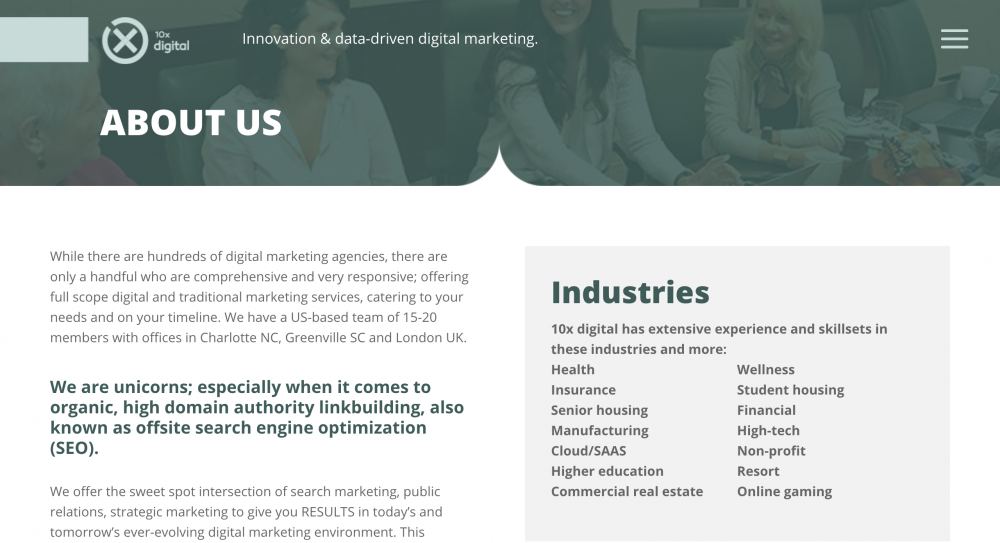 10x
digital
Innovation & data-driven digital marketing.
ABOUT US
While there are hundreds of digital marketing agencies, there are
only a handful who are comprehensive and very responsive; offering
full scope digital and traditional marketing services, catering to your
needs and on your timeline. We have a US-based team of 15-20
members with offices in Charlotte NC, Greenville SC and London UK.
We are unicorns; especially when it comes to
organic, high domain authority linkbuilding, also
known as offsite search engine optimization
(SEO).
We offer the sweet spot intersection of search marketing, public
relations, strategic marketing to give you RESULTS in today’s and
tomorrow’s ever-evolving digital marketing environment. This
Industries
10x digital has extensive experience and skillsets in
these industries and more:
Health
Insurance
Senior housing
Manufacturing
Cloud/SAAS
Higher education
Commercial real estate
Wellness
Student housing
Financial
High-tech
Non-profit
Resort
Online gaming